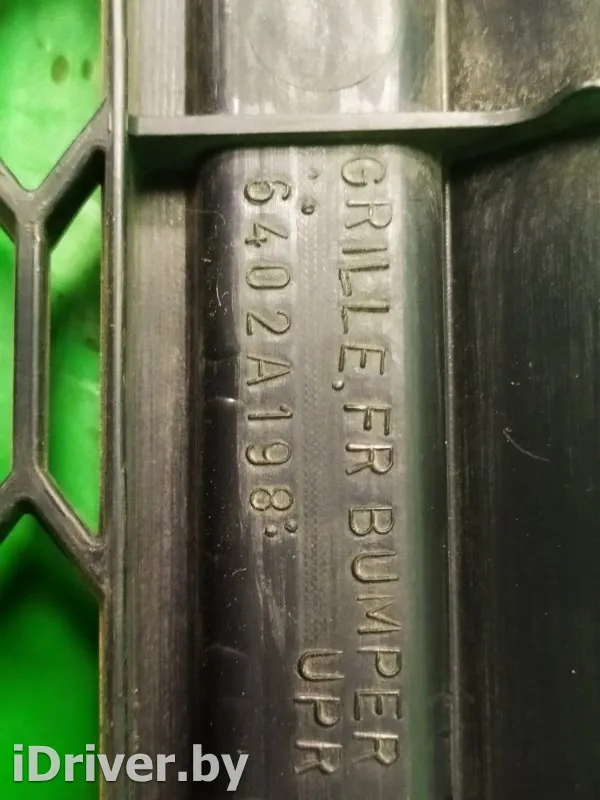 GRILLE, FR BUMPER
UPR
6402A198
iDriver.by